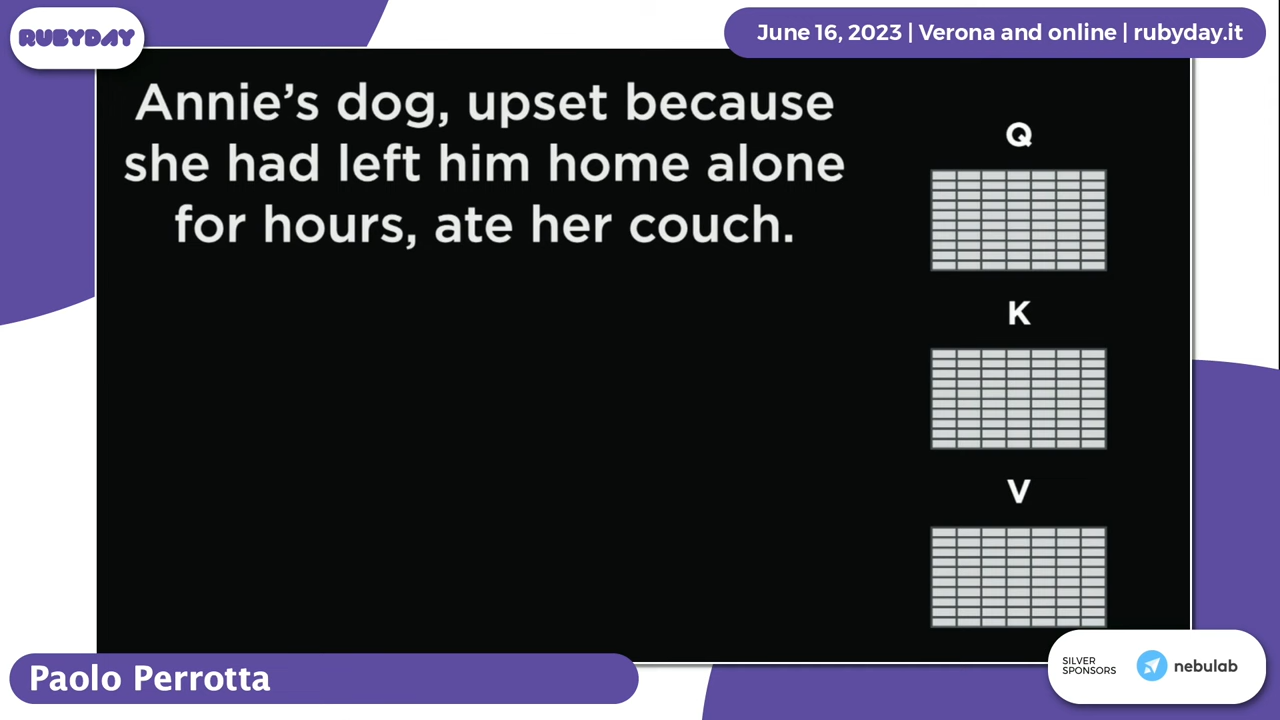 RUBYDAY
June 16, 2023 | Verona and online | rubyday.it
Annie’s dog, upset because
she had left him home alone
for hours, ate her couch.
Q
K
V
Paolo Perrotta
SILVER
SPONSORS
nebulab